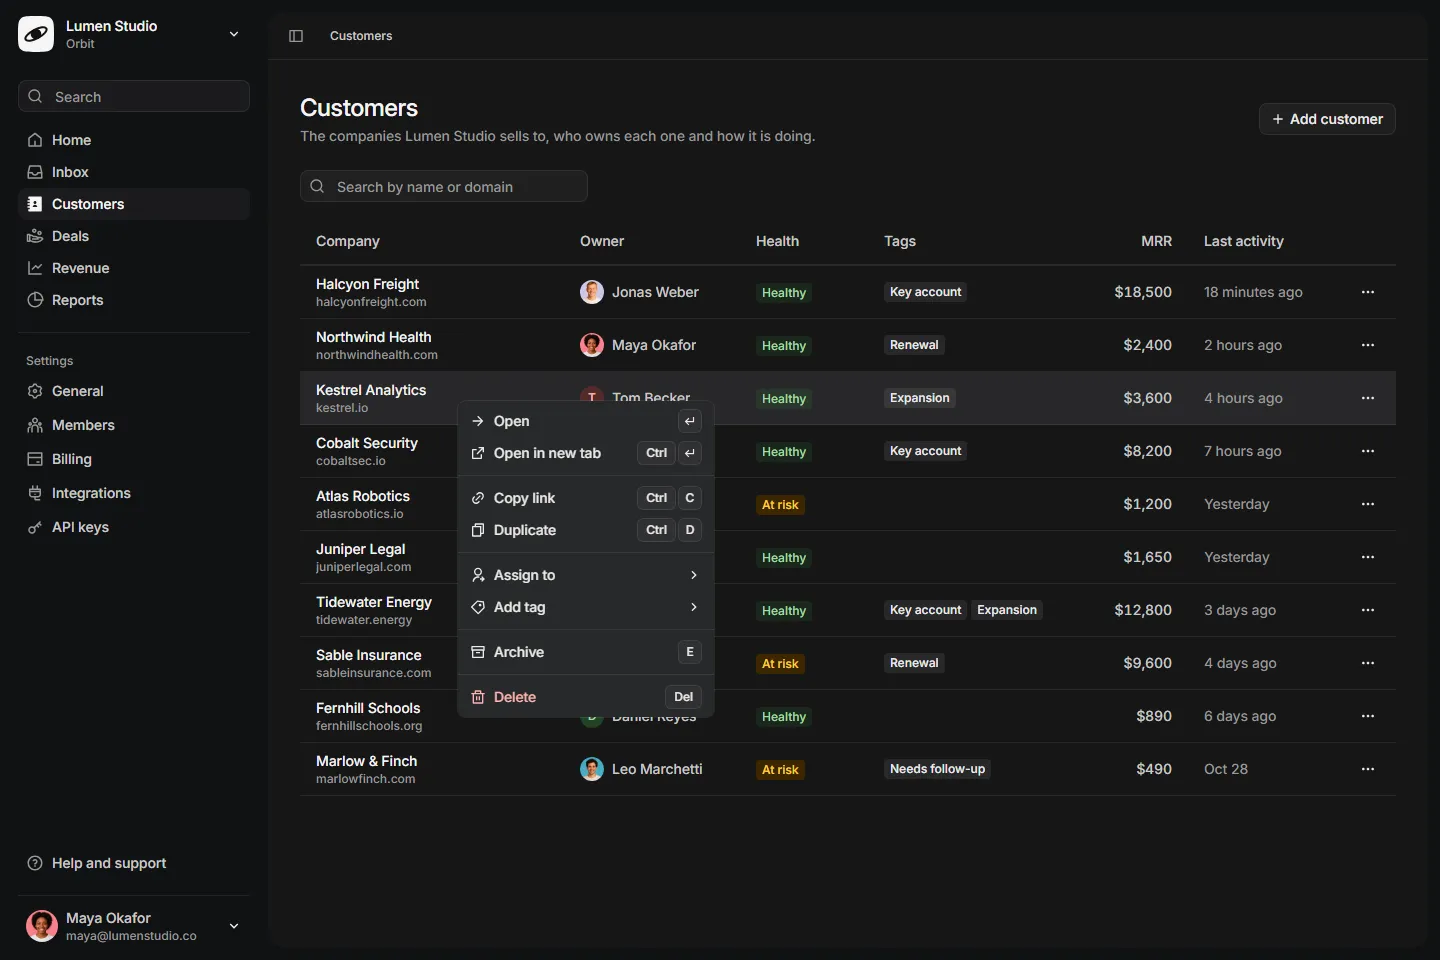 Lumen Studio
Orbit
Search
Home
Inbox
Customers
Deals
Revenue
Reports
Settings
General
Members
Billing
Integrations
API keys
Help and support
Maya Okafor
maya@lumenstudio.co
Customers
Customers
The companies Lumen Studio sells to, who owns each one and how it is doing.
+ Add customer
Search by name or domain
Company Owner Health Tags MRR Last activity
Halcyon Freight
halcyonfreight.com
Jonas Weber Healthy Key account $18,500 18 minutes ago
Northwind Health
northwindhealth.com
Maya Okafor Healthy Renewal $2,400 2 hours ago
Kestrel Analytics
kestrel.io
T Tom Becker Healthy Expansion $3,600 4 hours ago
Cobalt Security
cobaltsec.io
Healthy Key account $8,200 7 hours ago
Atlas Robotics
atlasrobotics.io
At risk $1,200 Yesterday
Juniper Legal
juniperlegal.com
Healthy $1,650 Yesterday
Tidewater Energy
tidewater.energy
Healthy Key account Expansion $12,800 3 days ago
Sable Insurance
sableinsurance.com
At risk Renewal $9,600 4 days ago
Fernhill Schools
fernhillschools.org
D Daniel Reyes Healthy $890 6 days ago
Marlow & Finch
marlowfinch.com
Leo Marchetti At risk Needs follow-up $490 Oct 28
Open
Open in new tab Ctrl
Copy link Ctrl C
Duplicate Ctrl D
Assign to
Add tag
Archive E
Delete Del